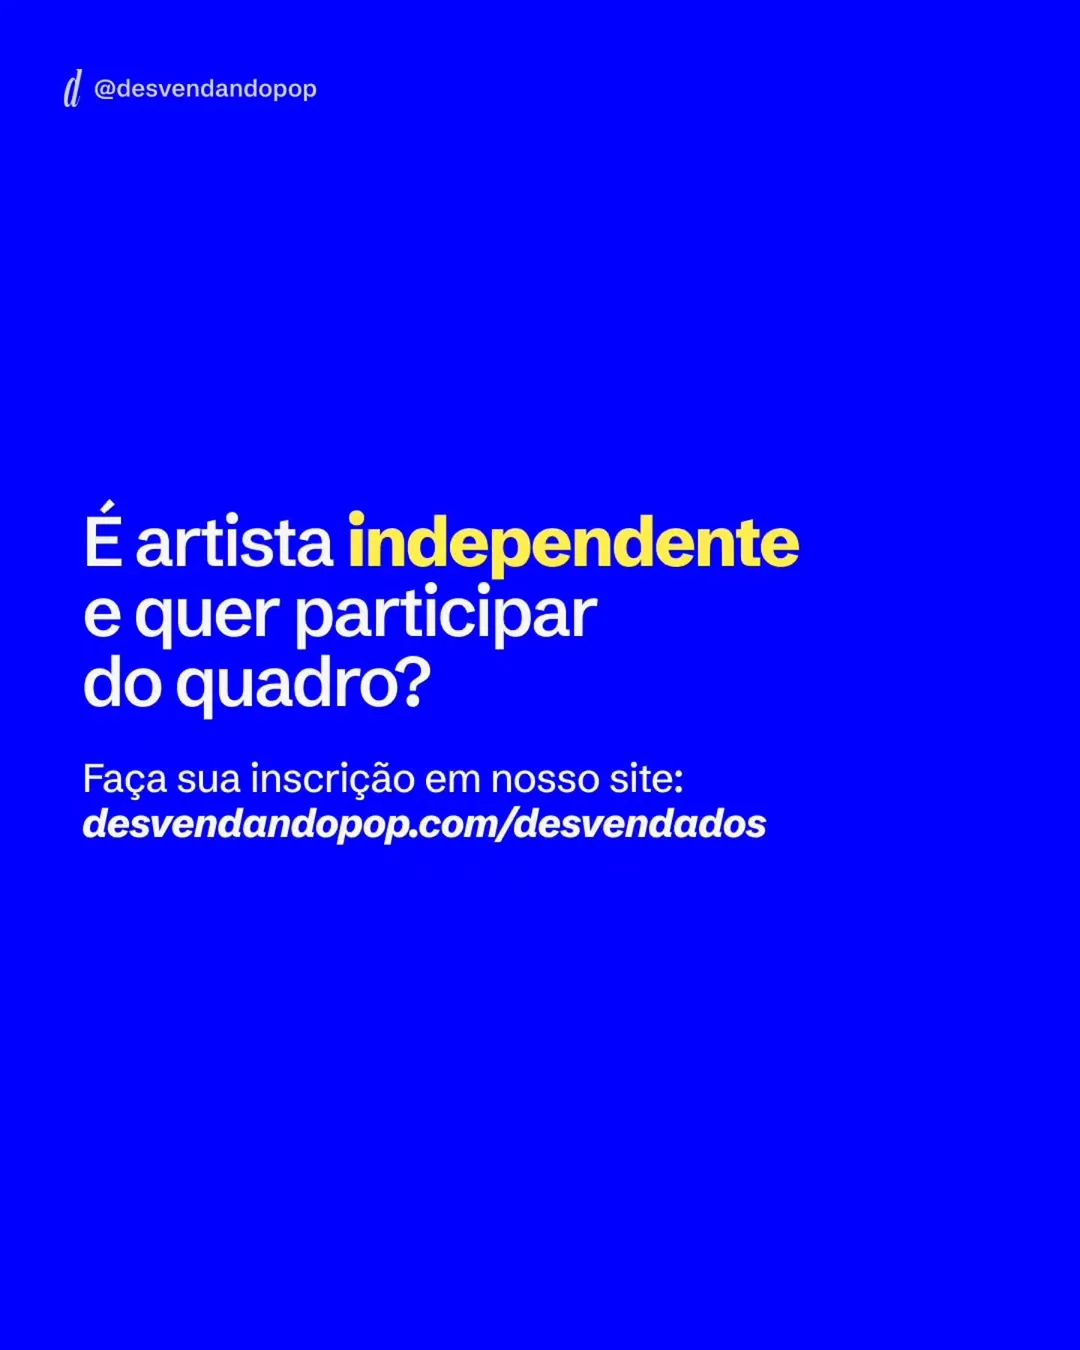 d @desvendandopop
É artista independente
e quer participar
do quadro?
Faça sua inscrição em nosso site:
desvendandopop.com/desvendados